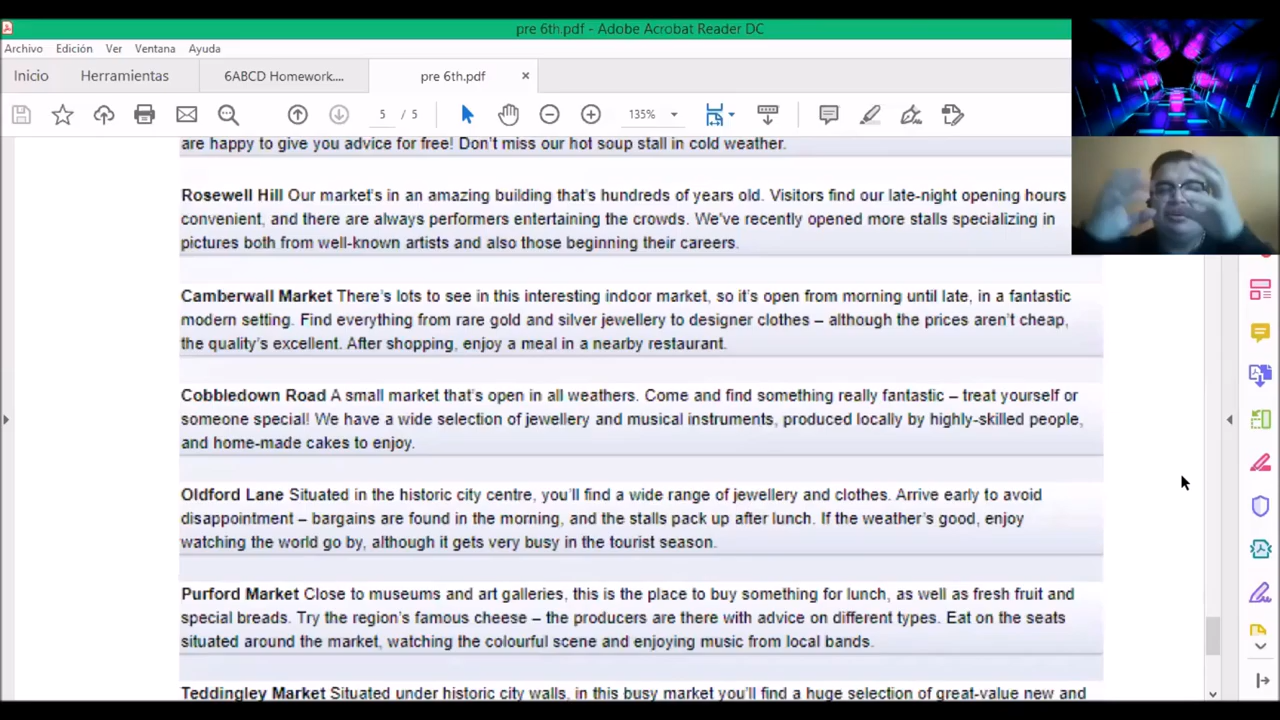 pre 6th.pdf - Adobe Acrobat Reader DC
Archivo Edición Ver Ventana Ayuda
Inicio Herramientas 6ABCD Homework.... pre 6th.pdf ×
5 / 5 135%
are happy to give you advice for free! Don't miss our hot soup stall in cold weather.
Rosewell Hill Our market's in an amazing building that's hundreds of years old. Visitors find our late-night opening hours
convenient, and there are always performers entertaining the crowds. We've recently opened more stalls specializing in
pictures both from well-known artists and also those beginning their careers.
Camberwall Market There's lots to see in this interesting indoor market, so it's open from morning until late, in a fantastic
modern setting. Find everything from rare gold and silver jewellery to designer clothes – although the prices aren't cheap,
the quality's excellent. After shopping, enjoy a meal in a nearby restaurant.
Cobbledown Road A small market that's open in all weathers. Come and find something really fantastic – treat yourself or
someone special! We have a wide selection of jewellery and musical instruments, produced locally by highly-skilled people,
and home-made cakes to enjoy.
Oldford Lane Situated in the historic city centre, you'll find a wide range of jewellery and clothes. Arrive early to avoid
disappointment – bargains are found in the morning, and the stalls pack up after lunch. If the weather's good, enjoy
watching the world go by, although it gets very busy in the tourist season.
Purford Market Close to museums and art galleries, this is the place to buy something for lunch, as well as fresh fruit and
special breads. Try the region's famous cheese – the producers are there with advice on different types. Eat on the seats
situated around the market, watching the colourful scene and enjoying music from local bands.
Teddingley Market Situated under historic city walls, in this busy market you'll find a huge selection of great-value new and